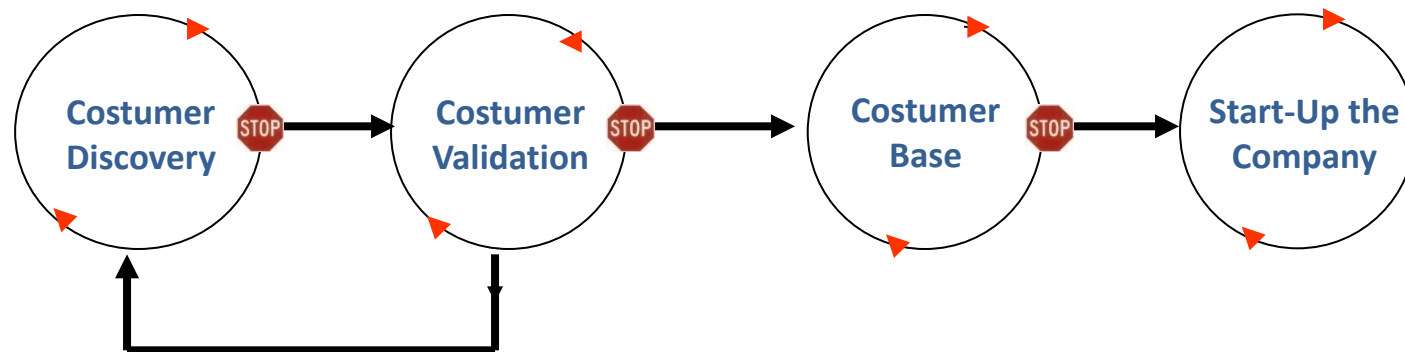 Costumer
Discovery
STOP
Costumer
Validation
STOP
Costumer
Base
STOP
Start-Up the
Company